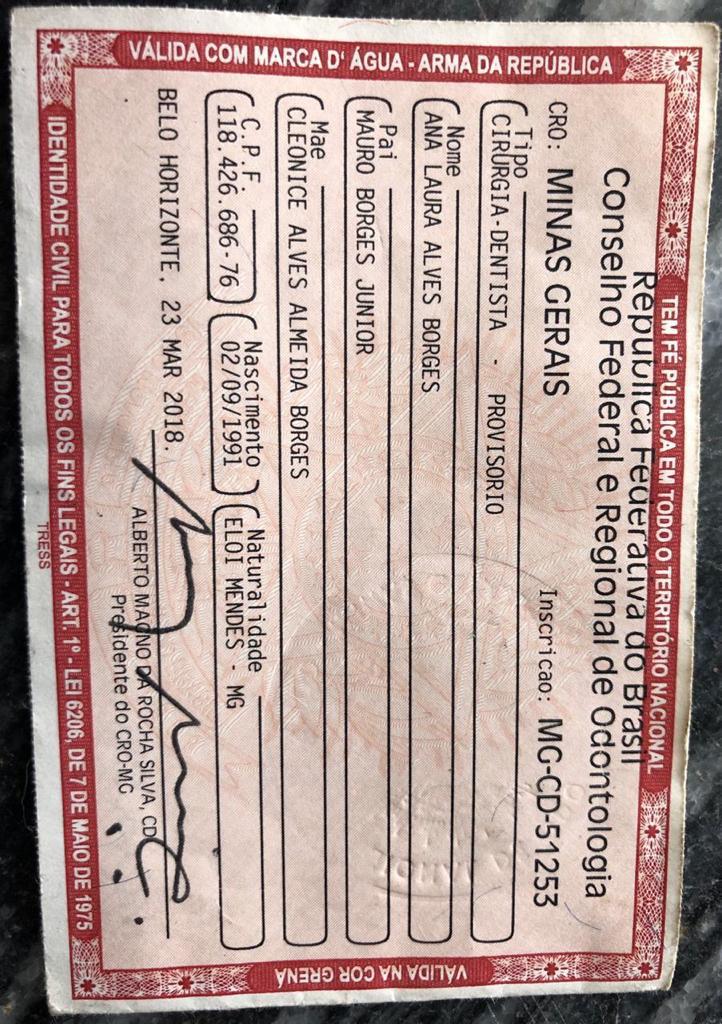 TEM FÉ PÚBLICA EM TODO O TERRITÓRIO NACIONAL
VÁLIDA COM MARCA D' ÁGUA - ARMA DA REPÚBLICA
República Federativa do Brasil
Conselho Federal e Regional de Odontologia
CRO: MINAS GERAIS Inscricao: MG-CD-51253
Tipo
CIRURGIA-DENTISTA - PROVISORIO
Nome
ANA LAURA ALVES BORGES
Pai
MAURO BORGES JUNIOR
Mae
CLEONICE ALVES ALMEIDA BORGES
C.P.F. Nascimento Naturalidade
118.426.686-76 02/09/1991 ELOI MENDES - MG
BELO HORIZONTE. 23 MAR 2018.
ALBERTO MAGNO DA ROCHA SILVA, CD
Presidente do CRO-MG
VÁLIDA NA COR GRENÁ
IDENTIDADE CIVIL PARA TODOS OS FINS LEGAIS - ART. 1º - LEI 6206, DE 7 DE MAIO DE 1975
TRESS